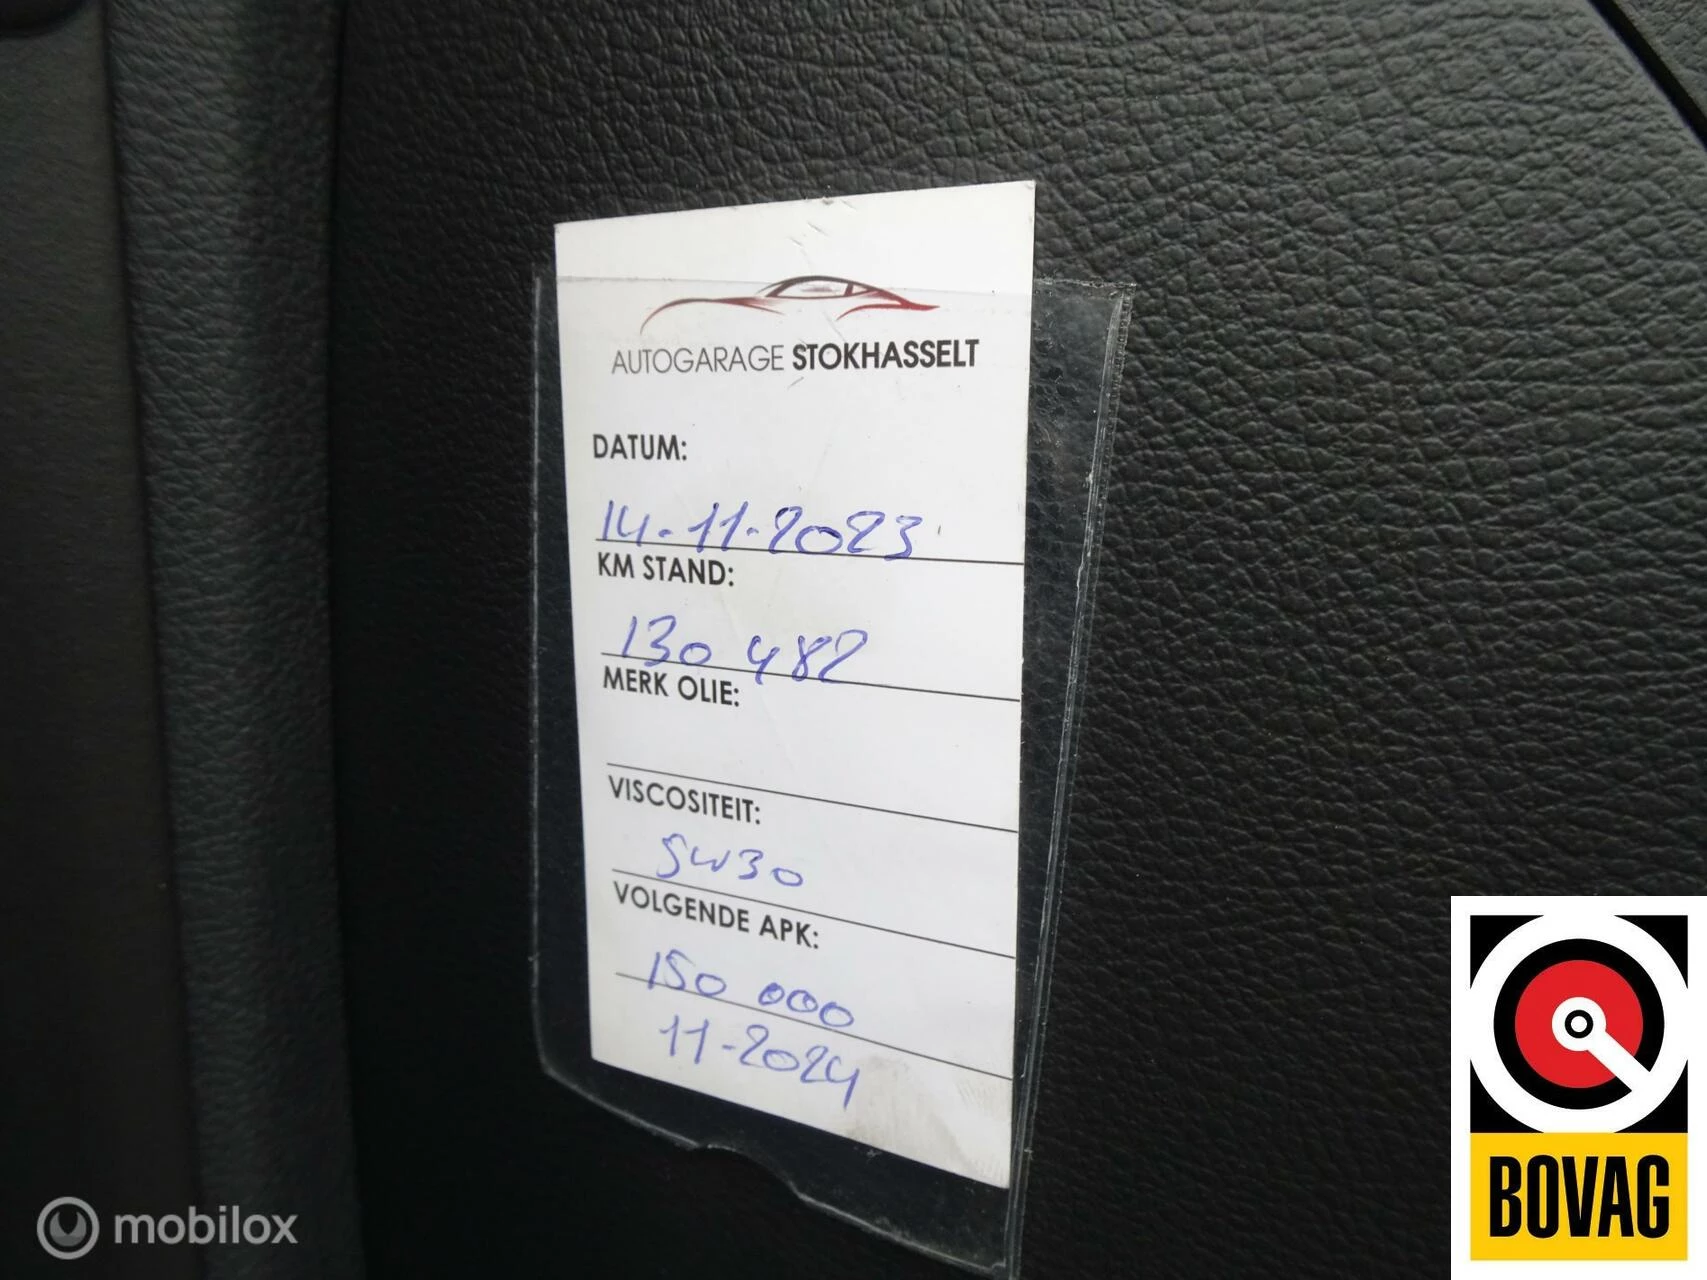 AUTOGARAGE STOKHASSELT
DATUM:
14-11-2023
KM STAND:
130 482
MERK OLIE:
VISCOSITEIT:
5W30
VOLGENDE APK:
150 000
11-2024
BOVAG
mobilox